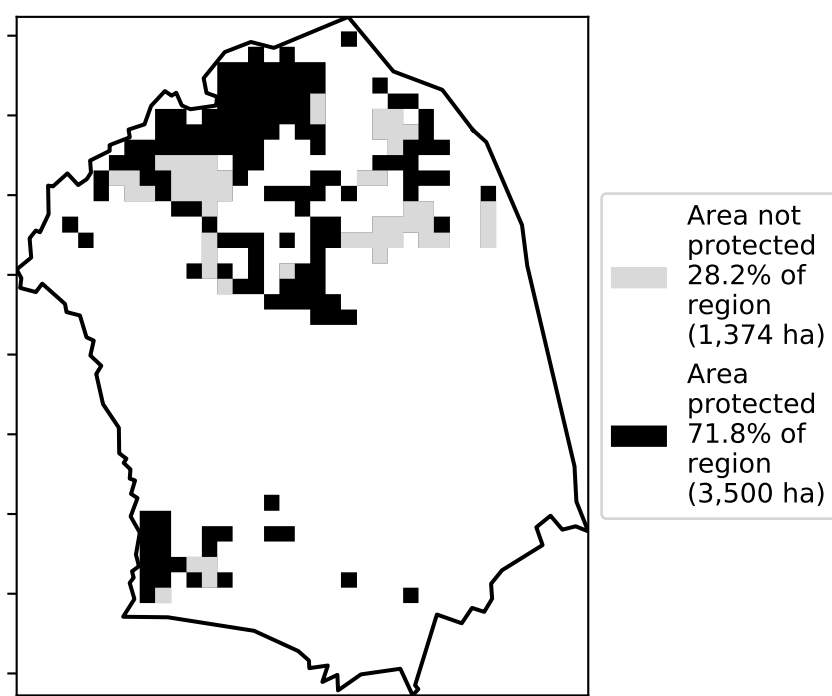 Area not
protected
28.2% of
region
(1,374 ha)
Area
protected
71.8% of
region
(3,500 ha)